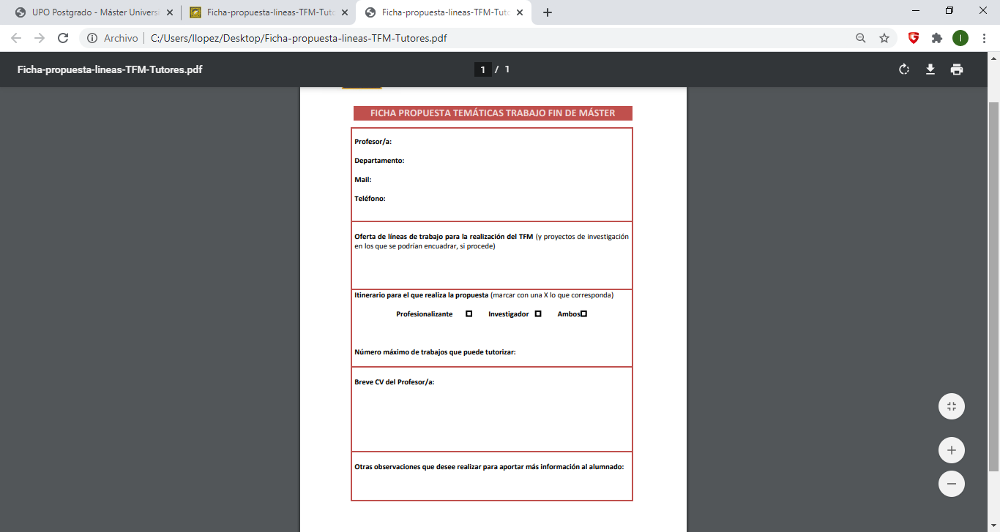 UPO Postgrado - Máster Universi
Ficha-propuesta-lineas-TFM-Tuto
Ficha-propuesta-lineas-TFM-Tuto
Archivo
C:/Users/llopez/Desktop/Ficha-propuesta-lineas-TFM-Tutores.pdf
I
Ficha-propuesta-lineas-TFM-Tutores.pdf
1 / 1
FICHA PROPUESTA TEMÁTICAS TRABAJO FIN DE MÁSTER
Profesor/a:
Departamento:
Mail:
Teléfono:
Oferta de líneas de trabajo para la realización del TFM (y proyectos de investigación
en los que se podrían encuadrar, si procede)
Itinerario para el que realiza la propuesta (marcar con una X lo que corresponda)
Profesionalizante Investigador Ambos
Número máximo de trabajos que puede tutorizar:
Breve CV del Profesor/a:
Otras observaciones que desee realizar para aportar más información al alumnado: